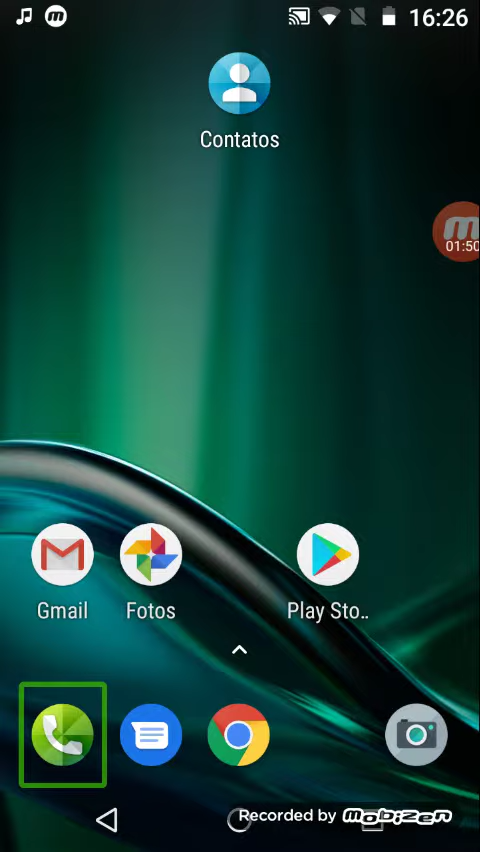 16:26
Contatos
01:50
Gmail
Fotos
Play Sto..
Recorded by mobizen